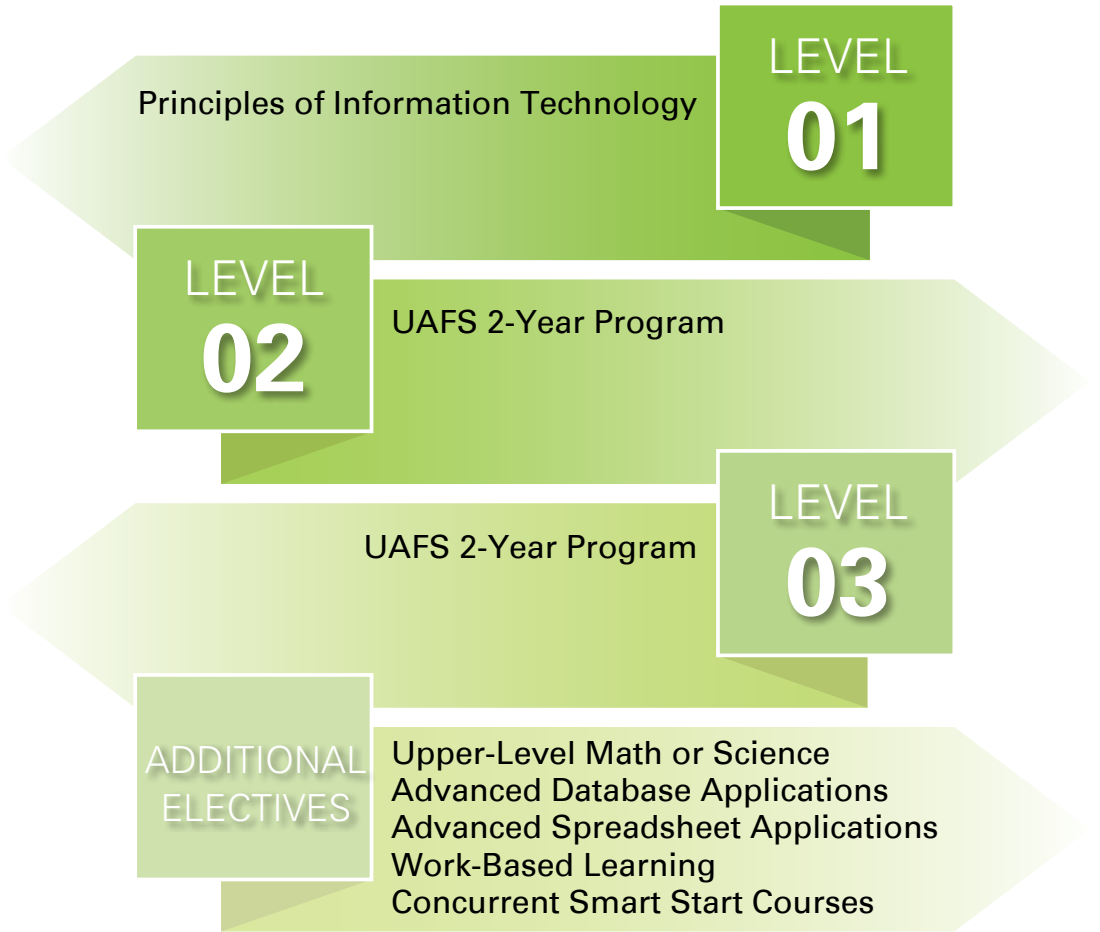 LEVEL
01
Principles of Information Technology
LEVEL
02
UAFS 2-Year Program
LEVEL
03
UAFS 2-Year Program
ADDITIONAL
ELECTIVES
Upper-Level Math or Science
Advanced Database Applications
Advanced Spreadsheet Applications
Work-Based Learning
Concurrent Smart Start Courses